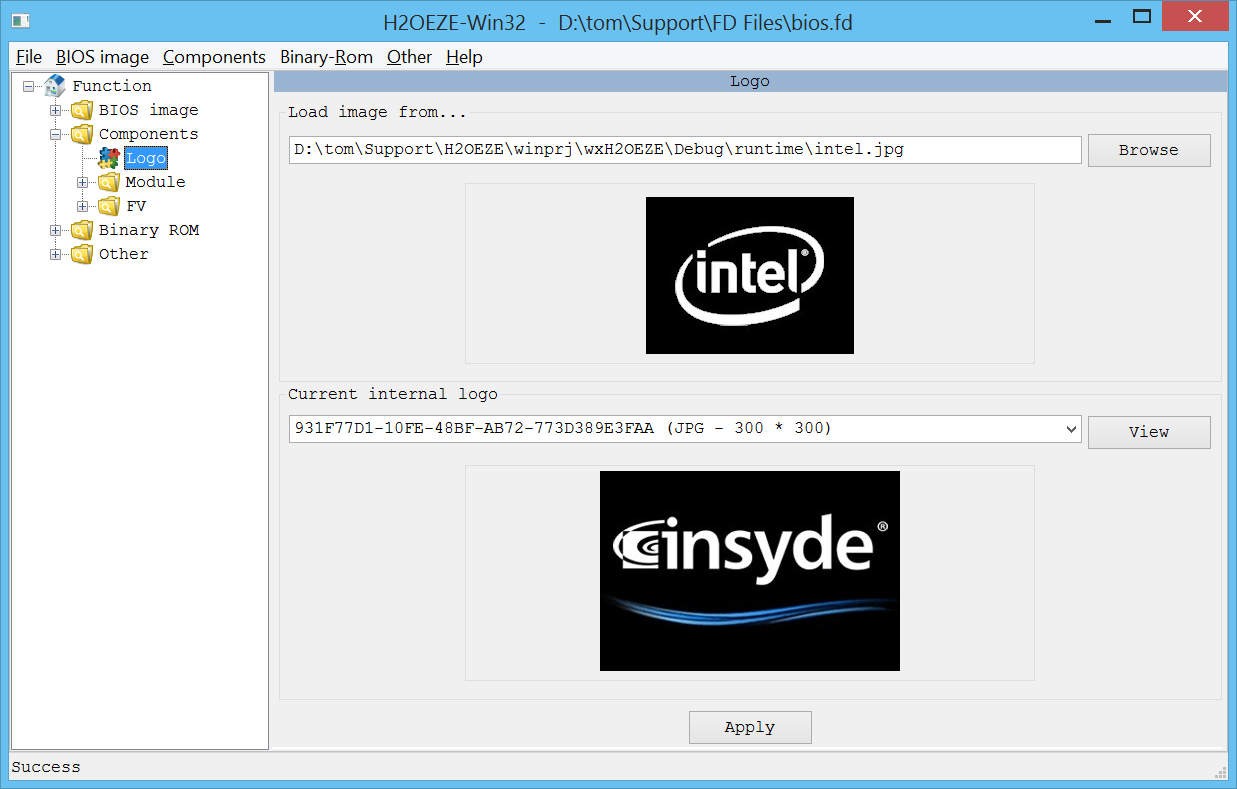 H2OEZE-Win32 - D:\tom\Support\FD Files\bios.fd
File BIOS image Components Binary-Rom Other Help
Function
BIOS image
Components
Logo
Module
FV
Binary ROM
Other
Logo
Load image from...
D:\tom\Support\H2OEZE\winprj\wxH2OEZE\Debug\runtime\intel.jpg
Browse
intel®
Current internal logo
931F77D1-10FE-48BF-AB72-773D389E3FAA (JPG - 300 * 300)
View
insyde®
Apply
Success